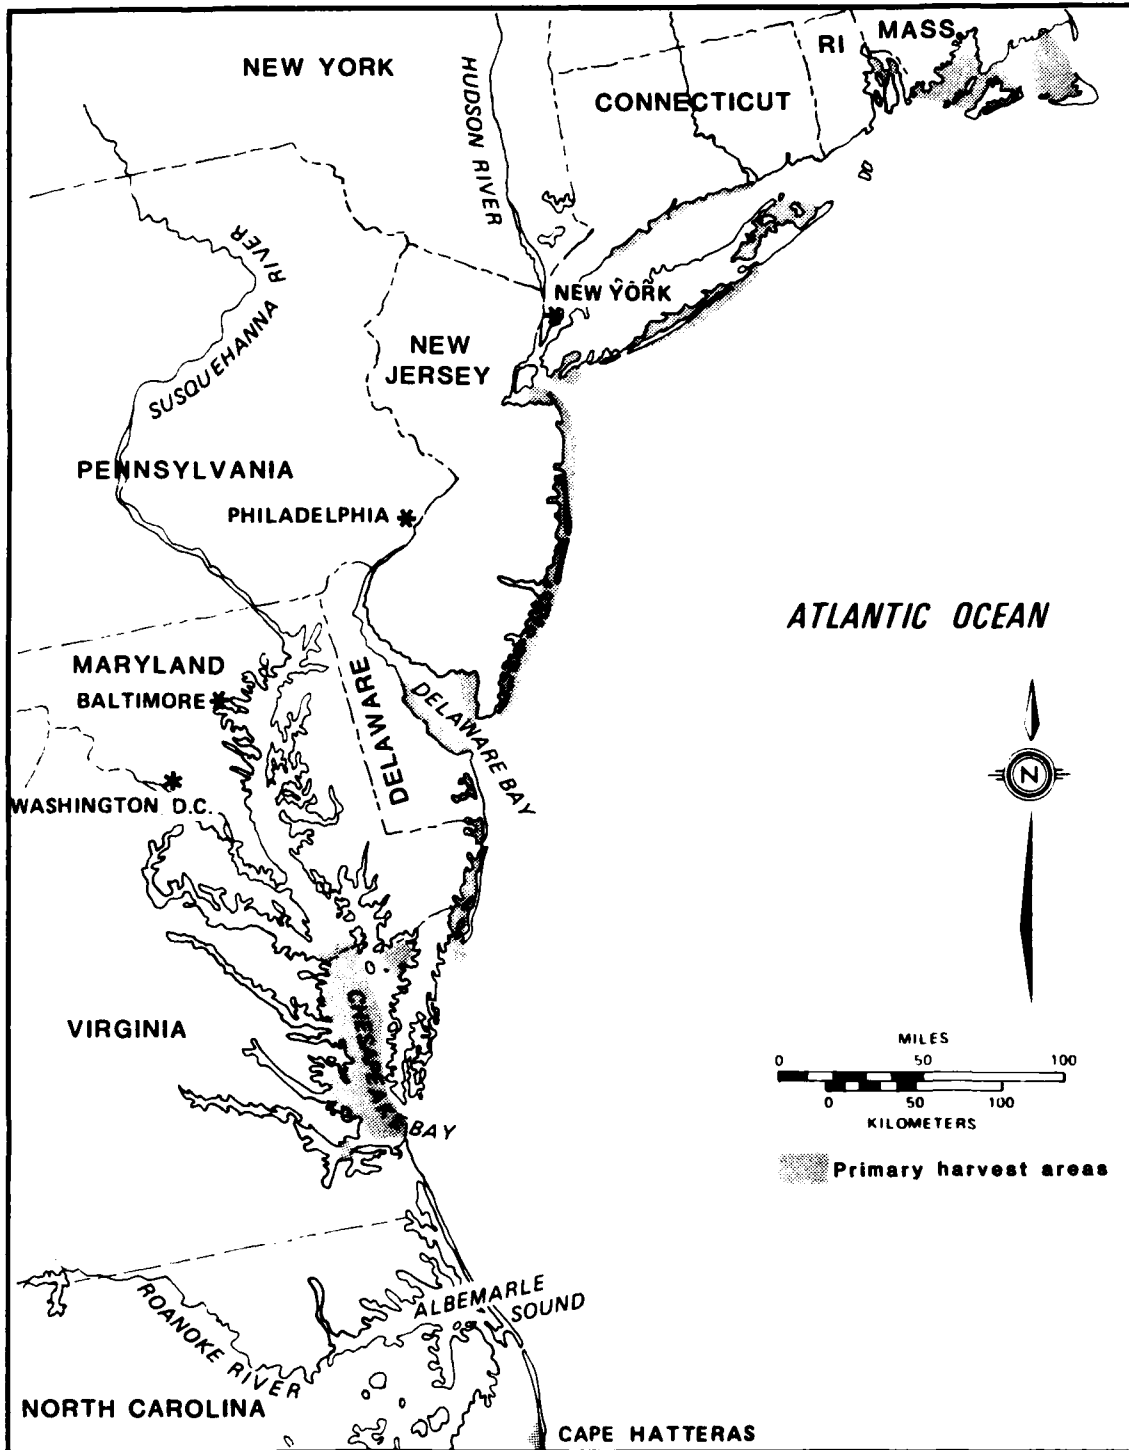 RI MASS
NEW YORK
CONNECTICUT
HUDSON RIVER
SUSQUEHANNA RIVER
NEW YORK
NEW
JERSEY
PENNSYLVANIA
PHILADELPHIA
ATLANTIC OCEAN
MARYLAND
BALTIMORE
DELAWARE
DELAWARE BAY
WASHINGTON D.C.
N
VIRGINIA
CHESAPEAKE BAY
MILES
0 50 100
0 50 100
KILOMETERS
Primary harvest areas
ALBEMARLE
SOUND
ROANOKE RIVER
NORTH CAROLINA
CAPE HATTERAS